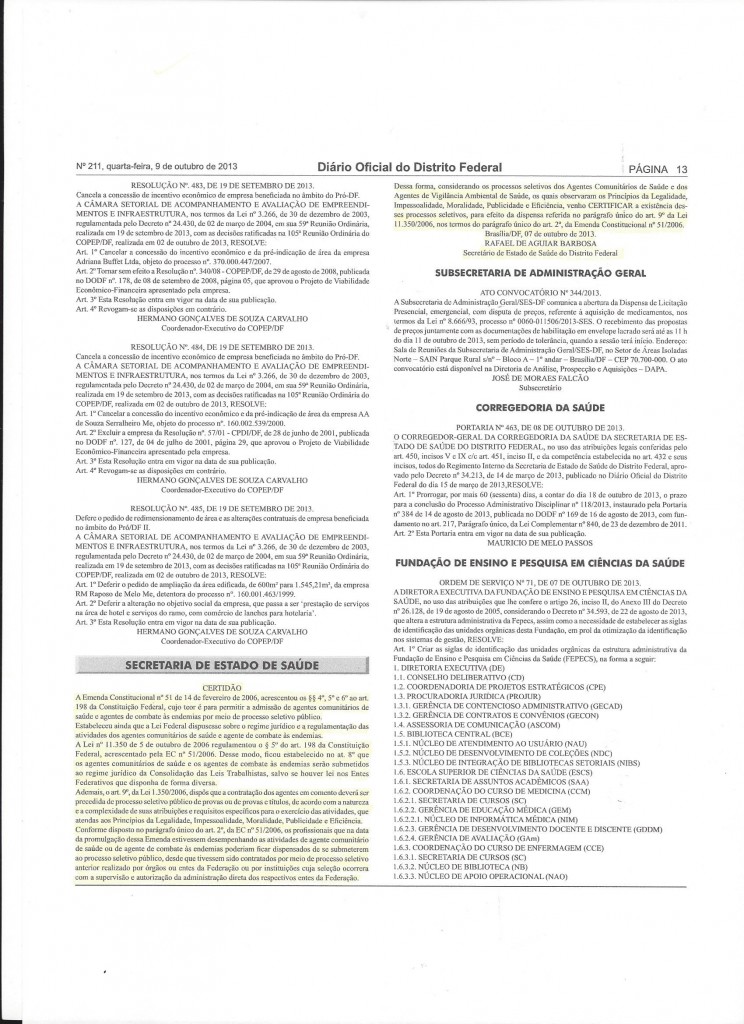 Nº 211, quarta-feira, 9 de outubro de 2013
Diário Oficial do Distrito Federal
PÁGINA 13
RESOLUÇÃO Nº. 483, DE 19 DE SETEMBRO DE 2013.
Cancela a concessão de incentivo econômico de empresa beneficiada no âmbito do Pró-DF.
A CÂMARA SETORIAL DE ACOMPANHAMENTO E AVALIAÇÃO DE EMPREENDI-
MENTOS E INFRAESTRUTURA, nos termos da Lei nº 3.266, de 30 de dezembro de 2003,
regulamentada pelo Decreto nº 24.430, de 02 de março de 2004, em sua 59ª Reunião Ordinária,
realizada em 19 de setembro de 2013, com as decisões ratificadas na 105ª Reunião Ordinária do
COPEP/DF, realizada em 02 de outubro de 2013, RESOLVE:
Art. 1º Cancelar a concessão do incentivo econômico e da pré-indicação de área da empresa
Adriana Buffet Ltda, objeto do processo nº. 370.000.447/2007.
Art. 2º Tornar sem efeito a Resolução nº. 340/08 - COPEP/DF, de 29 de agosto de 2008, publicada
no DODF nº. 178, de 08 de setembro de 2008, página 05, que aprovou o Projeto de Viabilidade
Econômico-Financeira apresentado pela empresa.
Art. 3º Esta Resolução entra em vigor na data de sua publicação.
Art. 4º Revogam-se as disposições em contrário.
HERMANO GONÇALVES DE SOUZA CARVALHO
Coordenador-Executivo do COPEP/DF
RESOLUÇÃO Nº. 484, DE 19 DE SETEMBRO DE 2013.
Cancela a concessão de incentivo econômico de empresa beneficiada no âmbito do Pró-DF.
A CÂMARA SETORIAL DE ACOMPANHAMENTO E AVALIAÇÃO DE EMPREENDIMENTOS
E INFRAESTRUTURA, nos termos da Lei nº 3.266, de 30 de dezembro de 2003,
regulamentada pelo Decreto nº 24.430, de 02 de março de 2004, em sua 59ª Reunião Ordinária,
realizada em 19 de setembro de 2013, com as decisões ratificadas na 105ª Reunião Ordinária do
COPEP/DF, realizada em 02 de outubro de 2013, RESOLVE:
Art. 1º Cancelar a concessão do incentivo econômico e da pré-indicação de área da empresa AA
de Souza Serralheiro Me, objeto do processo nº. 160.002.539/2000.
Art. 2º Excluir a empresa da Resolução nº. 57/01 - CPDI/DF, de 28 de junho de 2001, publicada
no DODF nº. 127, de 04 de julho de 2001, página 29, que aprovou o Projeto de Viabilidade
Econômico-Financeira apresentado pela empresa.
Art. 3º Esta Resolução entra em vigor na data de sua publicação.
Art. 4º Revogam-se as disposições em contrário.
HERMANO GONÇALVES DE SOUZA CARVALHO
Coordenador-Executivo do COPEP/DF
RESOLUÇÃO Nº. 485, DE 19 DE SETEMBRO DE 2013.
Defere o pedido de redimensionamento de área e as alterações contratuais de empresa beneficiada
no âmbito do Pró/DF II.
A CÂMARA SETORIAL DE ACOMPANHAMENTO E AVALIAÇÃO DE EMPREENDIMENTOS
E INFRAESTRUTURA, nos termos da Lei nº 3.266, de 30 de dezembro de 2003,
regulamentada pelo Decreto nº 24.430, de 02 de março de 2004, em sua 59ª Reunião Ordinária,
realizada em 19 de setembro de 2013, com as decisões ratificadas na 105ª Reunião Ordinária do
COPEP/DF, realizada em 02 de outubro de 2013, RESOLVE:
Art. 1º Deferir o pedido de ampliação da área edificada, de 600m² para 1.545,21m², da empresa
RM Raposo de Melo Me, detentora do processo nº. 160.001.463/1999.
Art. 2º Deferir a alteração no objetivo social da empresa, que passa a ser 'prestação de serviços
na área de hotel e serviços do ramo, com comércio de lanches para hotelaria'.
Art. 3º Esta Resolução entra em vigor na data de sua publicação.
HERMANO GONÇALVES DE SOUZA CARVALHO
Coordenador-Executivo do COPEP/DF
SECRETARIA DE ESTADO DE SAÚDE
CERTIDÃO
A Emenda Constitucional nº 51 de 14 de fevereiro de 2006, acrescentou os §§ 4º, 5º e 6º ao art.
198 da Constituição Federal, cujo teor é para permitir a admissão de agentes comunitários de
saúde e agentes de combate às endemias por meio de processo seletivo público.
Estabeleceu ainda que a Lei Federal dispusesse sobre o regime jurídico e a regulamentação das
atividades dos agentes comunitários de saúde e agente de combate às endemias.
A Lei nº 11.350 de 5 de outubro de 2006 regulamentou o § 5º do art. 198 da Constituição
Federal, acrescentado pela EC nº 51/2006. Desse modo, ficou estabelecido no at. 8º que
os agentes comunitários de saúde e os agentes de combate às endemias serão submetidos
ao regime jurídico da Consolidação das Leis Trabalhistas, salvo se houver lei nos Entes
Federativos que disponha de forma diversa.
Ademais, o art. 9º, da Lei 1.350/2006, dispôs que a contratação dos agentes em comento deverá ser
precedida de processo seletivo público de provas ou de provas e títulos, de acordo com a natureza
e a complexidade de suas atribuições e requisitos específicos para o exercício das atividades, que
atendas aos Princípios da Legalidade, Impessoalidade, Moralidade, Publicidade e Eficiência.
Conforme disposto no parágrafo único do art. 2º, da EC nº 51/2006, os profissionais que na data
da promulgação dessa Emenda estivessem desempenhando as atividades de agente comunitário
de saúde ou de agente de combate às endemias poderiam ficar dispensados de se submeterem
ao processo seletivo público, desde que tivessem sido contratados por meio de processo seletivo
anterior realizado por órgãos ou entes da Federação ou por instituições cuja seleção ocorrera
com a supervisão e autorização da administração direta dos respectivos entes da Federação.
Dessa forma, considerando os processos seletivos dos Agentes Comunitários de Saúde e dos
Agentes de Vigilância Ambiental de Saúde, os quais observaram os Princípios da Legalidade,
Impessoalidade, Moralidade, Publicidade e Eficiência, venho CERTIFICAR a existência des-
ses processos seletivos, para efeito da dispensa referida no parágrafo único do art. 9º da Lei
11.350/2006, nos termos do parágrafo único do art. 2º, da Emenda Constitucional nº 51/2006.
Brasília/DF, 07 de outubro de 2013.
RAFAEL DE AGUIAR BARBOSA
Secretário de Estado de Saúde do Distrito Federal
SUBSECRETARIA DE ADMINISTRAÇÃO GERAL
ATO CONVOCATÓRIO Nº 344/2013.
A Subsecretaria de Administração Geral/SES-DF comunica a abertura da Dispensa de Licitação
Presencial, emergencial, com disputa de preços, referente à aquisição de medicamentos, nos
termos da Lei nº 8.666/93, processo nº 0060-011506/2013-SES. O recebimento das propostas
de preços juntamente com os documentos de habilitação em envelope lacrado será até as 11 h
do dia 11 de outubro de 2013, sem período de tolerância, quando a sessão terá início. Endereço:
Sala de Reuniões da Subsecretaria de Administração Geral/SES-DF, no Setor de Áreas Isoladas
Norte – SAIN Parque Rural s/nº – Bloco A – 1º andar – Brasília/DF – CEP 70.700-000. O ato
convocatório está disponível na Diretoria de Análise, Prospecção e Aquisições – DAPA.
JOSÉ DE MORAES FALCÃO
Subsecretário
CORREGEDORIA DA SAÚDE
PORTARIA Nº 463, DE 08 DE OUTUBRO DE 2013.
O CORREGEDOR-GERAL DA CORREGEDORIA DA SAÚDE DA SECRETARIA DE ES-
TADO DE SAÚDE DO DISTRITO FEDERAL, no uso das atribuições legais conferidas pelo
art. 450, incisos V e IX c/c art. 451, inciso II, e da competência estabelecida no art. 432 e seus
incisos, todos do Regimento Interno da Secretaria de Estado de Saúde do Distrito Federal, apro-
vado pelo Decreto nº 34.213, de 14 de março de 2013, publicado no Diário Oficial do Distrito
Federal do dia 15 de março de 2013,RESOLVE:
Art. 1º Prorrogar, por mais 60 (sessenta) dias, a contar do dia 18 de outubro de 2013, o prazo
para a conclusão do Processo Administrativo Disciplinar nº 118/2013, instaurado pela Portaria
nº 384 de 14 de agosto de 2013, publicada no DODF nº 169 de 16 de agosto de 2013, com fun-
damento no art. 217, Parágrafo único, da Lei Complementar nº 840, de 23 de dezembro de 2011.
Art. 2º Esta Portaria entra em vigor na data de sua publicação.
MAURICIO DE MELO PASSOS
FUNDAÇÃO DE ENSINO E PESQUISA EM CIÊNCIAS DA SAÚDE
ORDEM DE SERVIÇO Nº 71, DE 07 DE OUTUBRO DE 2013.
A DIRETORA EXECUTIVA DA FUNDAÇÃO DE ENSINO E PESQUISA EM CIÊNCIAS DA
SAÚDE, no uso das atribuições que lhe confere o artigo 26, inciso II, do Anexo III do Decreto
nº 26.128, de 19 de agosto de 2005, considerando o Decreto nº 34.593, de 22 de agosto de 2013,
que altera a estrutura administrativa da Fepecs, assim como a necessidade de estabelecer as siglas
de identificação das unidades orgânicas desta Fundação, em prol da otimização da identificação
nos sistemas de gestão, RESOLVE:
Art. 1º Criar as siglas de identificação das unidades orgânicas da estrutura administrativa da
Fundação de Ensino e Pesquisa em Ciências da Saúde (FEPECS), na forma a seguir:
1. DIRETORIA EXECUTIVA (DE)
1.1. CONSELHO DELIBERATIVO (CD)
1.2. COORDENADORIA DE PROJETOS ESTRATÉGICOS (CPE)
1.3. PROCURADORIA JURÍDICA (PROJUR)
1.3.1. GERÊNCIA DE CONTENCIOSO ADMINISTRATIVO (GECAD)
1.3.2. GERÊNCIA DE CONTRATOS E CONVÊNIOS (GECON)
1.4. ASSESSORIA DE COMUNICAÇÃO (ASCOM)
1.5. BIBLIOTECA CENTRAL (BCE)
1.5.1. NÚCLEO DE ATENDIMENTO AO USUÁRIO (NAU)
1.5.2. NÚCLEO DE DESENVOLVIMENTO DE COLEÇÕES (NDC)
1.5.3. NÚCLEO DE INTEGRAÇÃO DE BIBLIOTECAS SETORIAIS (NIBS)
1.6. ESCOLA SUPERIOR DE CIÊNCIAS DA SAÚDE (ESCS)
1.6.1. SECRETARIA DE ASSUNTOS ACADÊMICOS (SAA)
1.6.2. COORDENAÇÃO DO CURSO DE MEDICINA (CCM)
1.6.2.1. SECRETARIA DE CURSOS (SC)
1.6.2.2. GERÊNCIA DE EDUCAÇÃO MÉDICA (GEM)
1.6.2.2.1. NÚCLEO DE INFORMÁTICA MÉDICA (NIM)
1.6.2.3. GERÊNCIA DE DESENVOLVIMENTO DOCENTE E DISCENTE (GDDM)
1.6.2.4. GERÊNCIA DE AVALIAÇÃO (GAm)
1.6.3. COORDENAÇÃO DO CURSO DE ENFERMAGEM (CCE)
1.6.3.1. SECRETARIA DE CURSOS (SC)
1.6.3.2. NÚCLEO DE BIBLIOTECA (NB)
1.6.3.3. NÚCLEO DE APOIO OPERACIONAL (NAO)